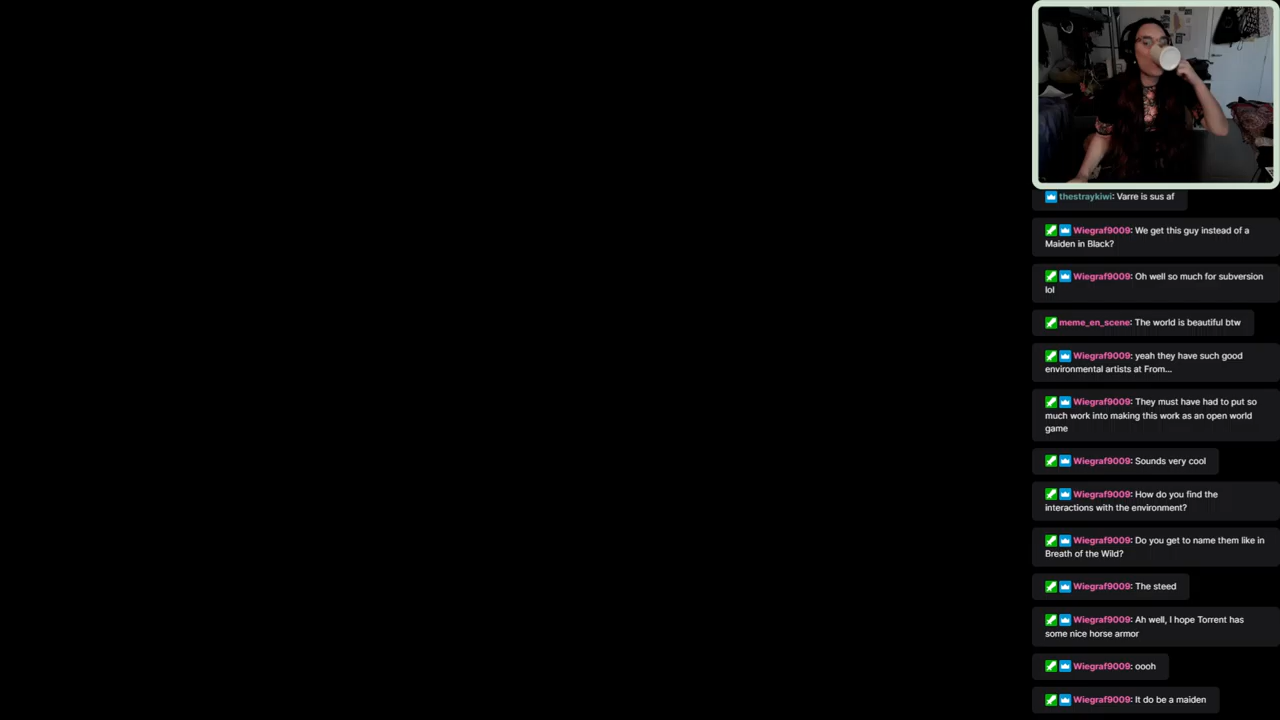 thestraykiwi: Varre is sus af
Wiegraf9009: We get this guy instead of a
Maiden in Black?
Wiegraf9009: Oh well so much for subversion
lol
meme_en_scene: The world is beautiful btw
Wiegraf9009: yeah they have such good
environmental artists at From...
Wiegraf9009: They must have had to put so
much work into making this work as an open world
game
Wiegraf9009: Sounds very cool
Wiegraf9009: How do you find the
interactions with the environment?
Wiegraf9009: Do you get to name them like in
Breath of the Wild?
Wiegraf9009: The steed
Wiegraf9009: Ah well, I hope Torrent has
some nice horse armor
Wiegraf9009: oooh
Wiegraf9009: It do be a maiden